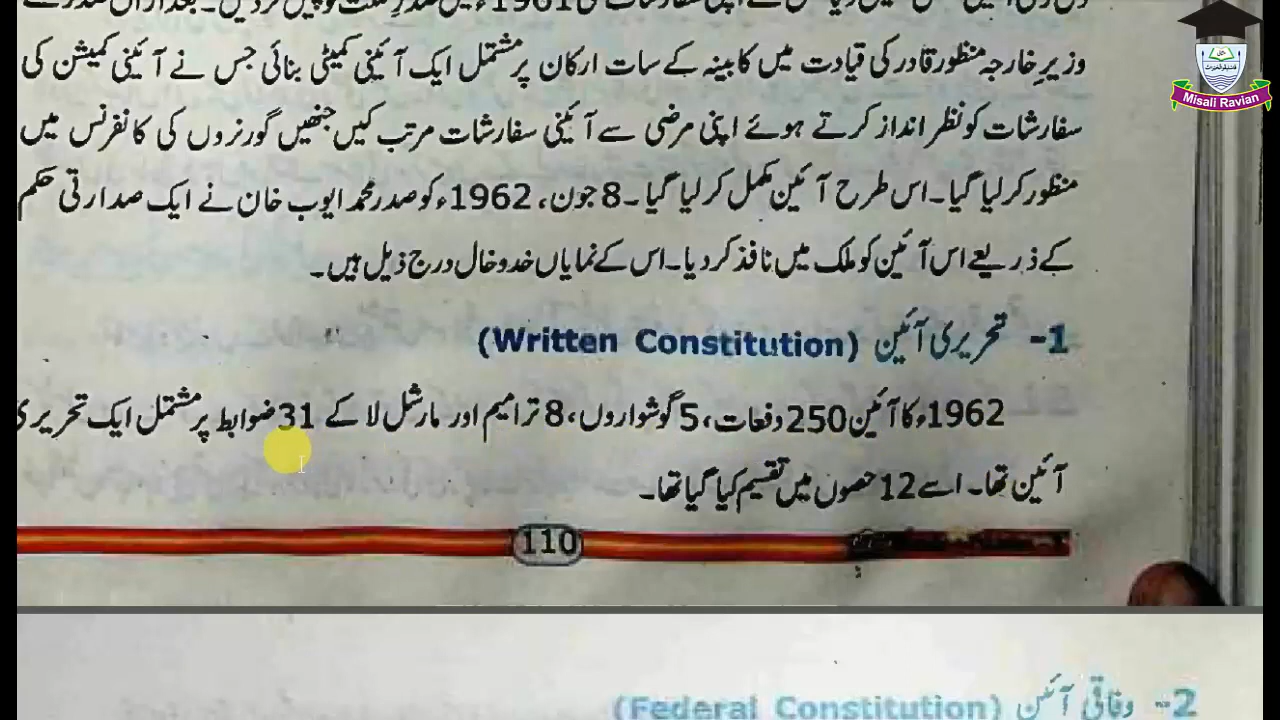 وزیرِ خارجہ منظور قادر کی قیادت میں کابینہ کے سات ارکان پر مشتمل ایک آئینی کمیٹی بنائی جس نے آئینی کمیشن کی
سفارشات کو نظر انداز کرتے ہوئے اپنی مرضی سے آئینی سفارشات مرتب کیں جنھیں گورنروں کی کانفرنس میں
منظور کر لیا گیا۔ اس طرح آئین مکمل کر لیا گیا۔ 8 جون، 1962ء کو صدر محمد ایوب خان نے ایک صدارتی حکم
کے ذریعے اس آئین کو ملک میں نافذ کر دیا۔ اس کے نمایاں خدوخال درج ذیل ہیں۔
1- تحریری آئین (Written Constitution)
1962ء کا آئین 250 دفعات، 5 گوشواروں، 8 ترامیم اور مارشل لا کے 31 ضوابط پر مشتمل ایک تحریری
آئین تھا۔ اسے 12 حصوں میں تقسیم کیا گیا تھا۔
110
2- وفاقی آئین (Federal Constitution)
Misali Ravian